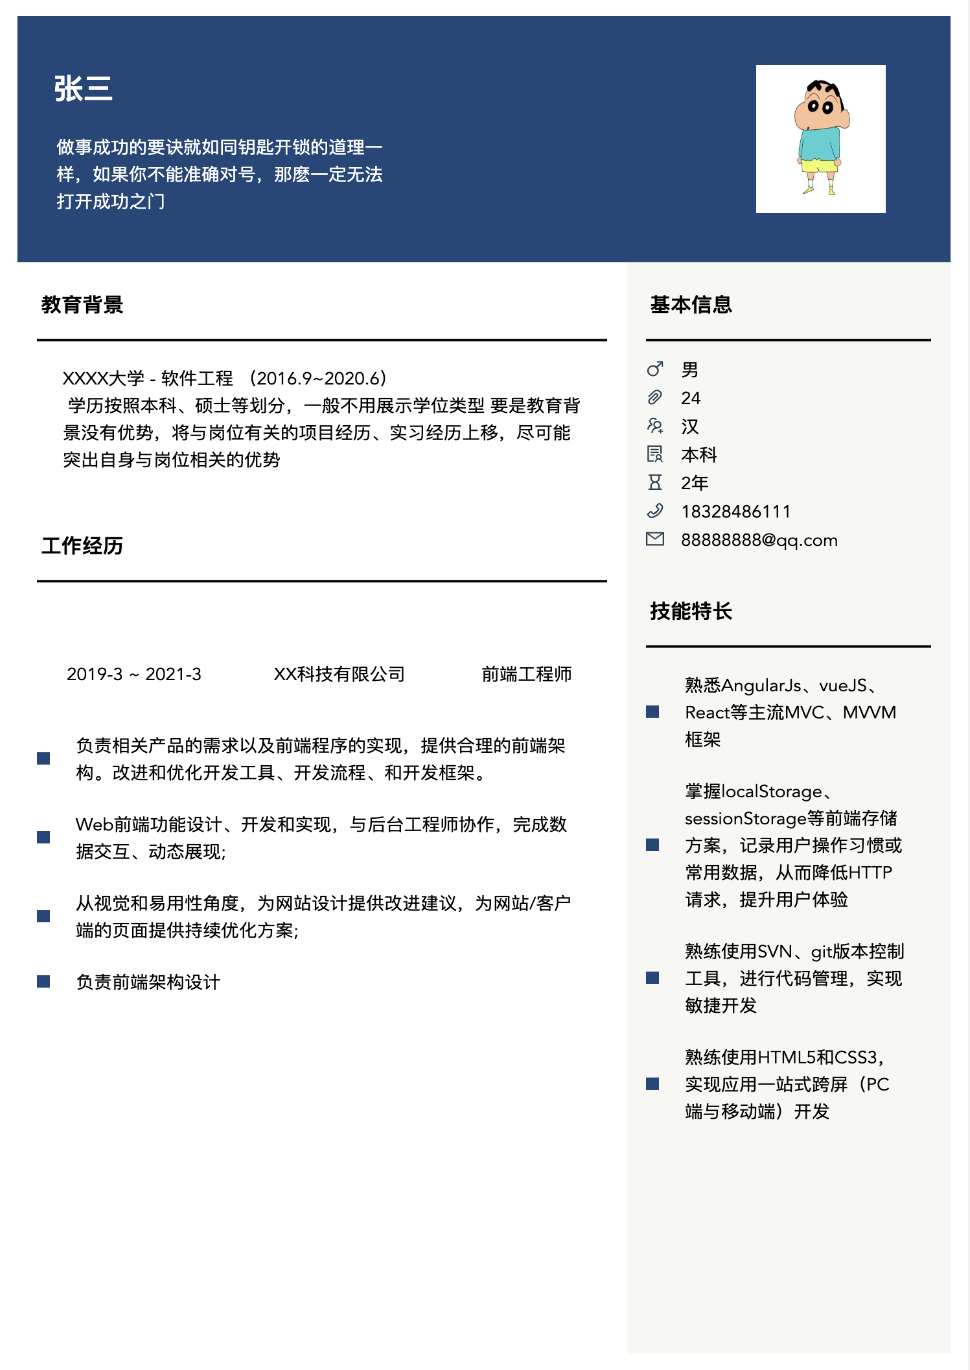 张三
做事成功的要诀就如同钥匙开锁的道理一
样，如果你不能准确对号，那麽一定无法
打开成功之门
教育背景
XXXX大学 - 软件工程 （2016.9~2020.6）
学历按照本科、硕士等划分，一般不用展示学位类型 要是教育背
景没有优势，将与岗位有关的项目经历、实习经历上移，尽可能
突出自身与岗位相关的优势
工作经历
2019-3 ~ 2021-3 XX科技有限公司 前端工程师
负责相关产品的需求以及前端程序的实现，提供合理的前端架
构。改进和优化开发工具、开发流程、和开发框架。
Web前端功能设计、开发和实现，与后台工程师协作，完成数
据交互、动态展现;
从视觉和易用性角度，为网站设计提供改进建议，为网站/客户
端的页面提供持续优化方案;
负责前端架构设计
基本信息
男
24
汉
本科
2年
18328486111
88888888@qq.com
技能特长
熟悉AngularJs、vueJS、
React等主流MVC、MVVM
框架
掌握localStorage、
sessionStorage等前端存储
方案，记录用户操作习惯或
常用数据，从而降低HTTP
请求，提升用户体验
熟练使用SVN、git版本控制
工具，进行代码管理，实现
敏捷开发
熟练使用HTML5和CSS3，
实现应用一站式跨屏（PC
端与移动端）开发